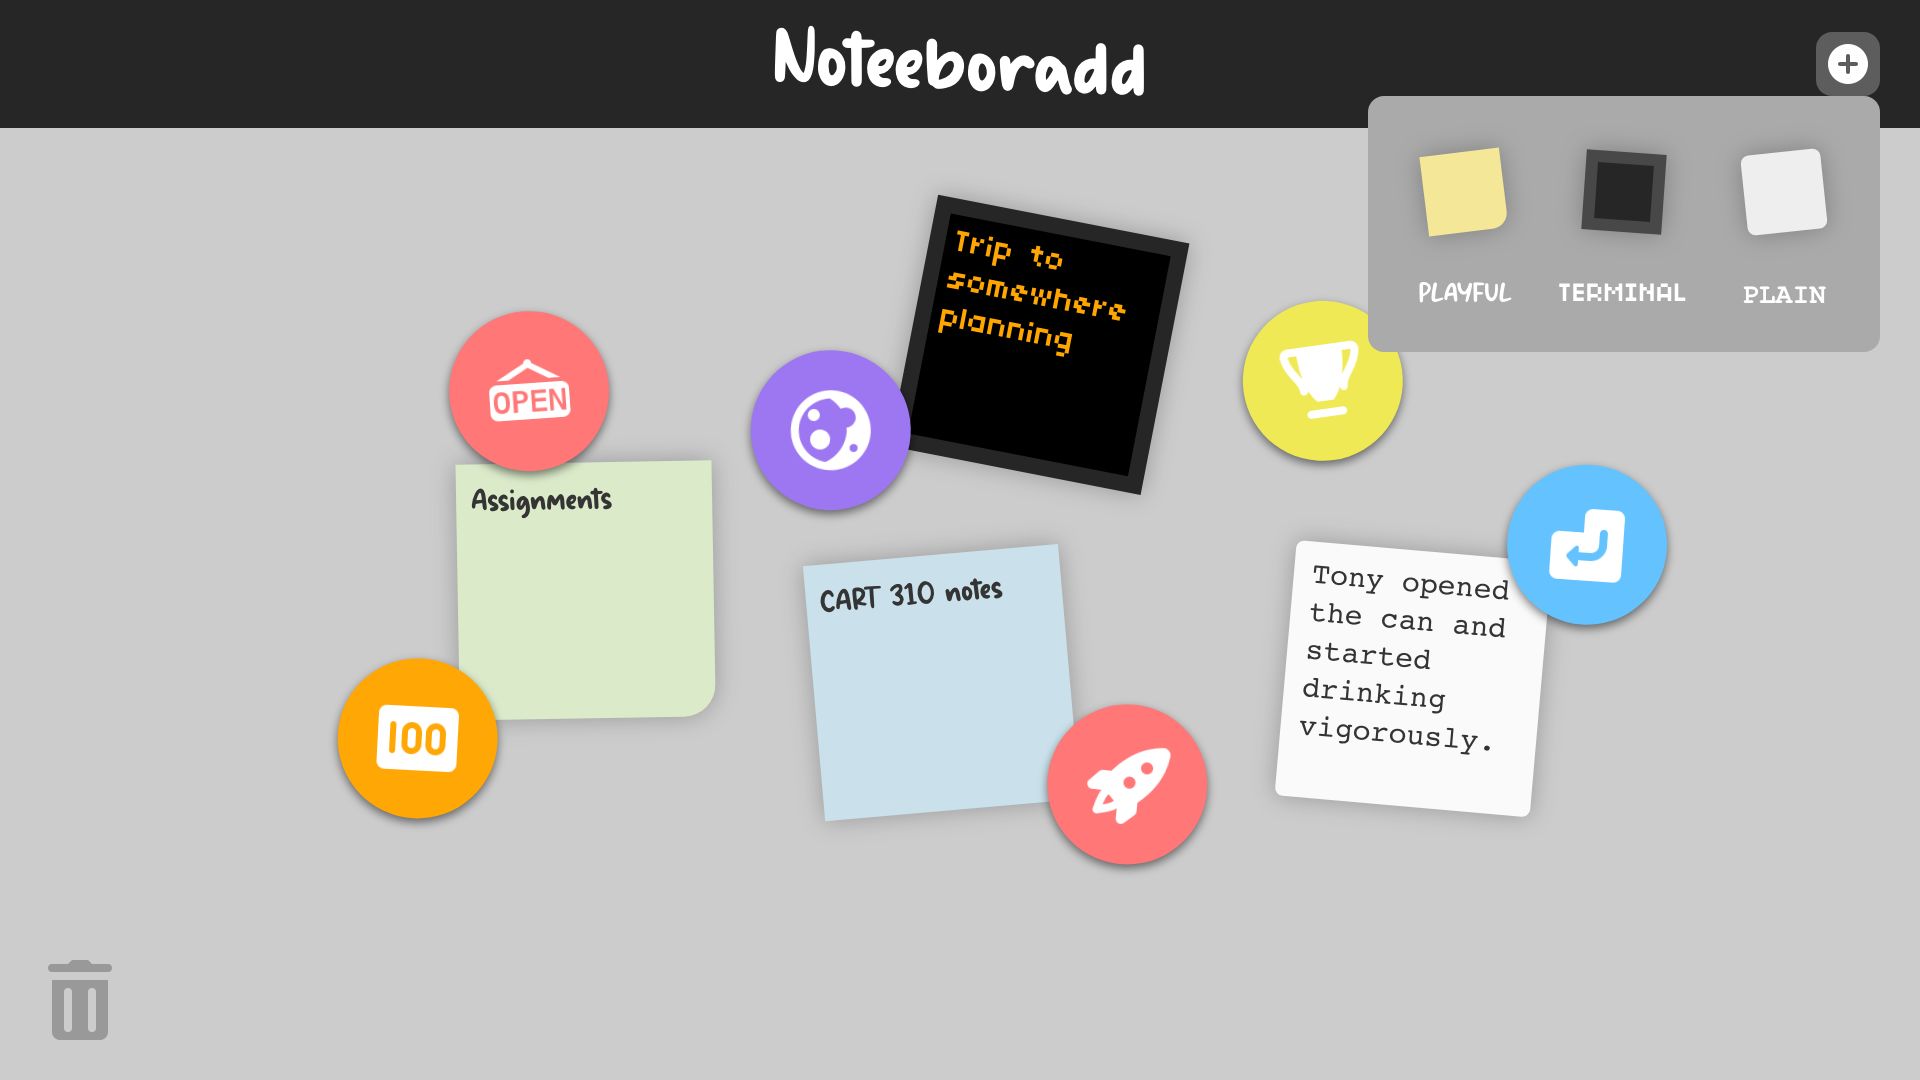 Noteeboradd
PLAYFUL
TERMINAL
PLAIN
Trip to
somewhere
planning
OPEN
Assignments
100
CART 310 notes
Tony opened
the can and
started
drinking
vigorously.